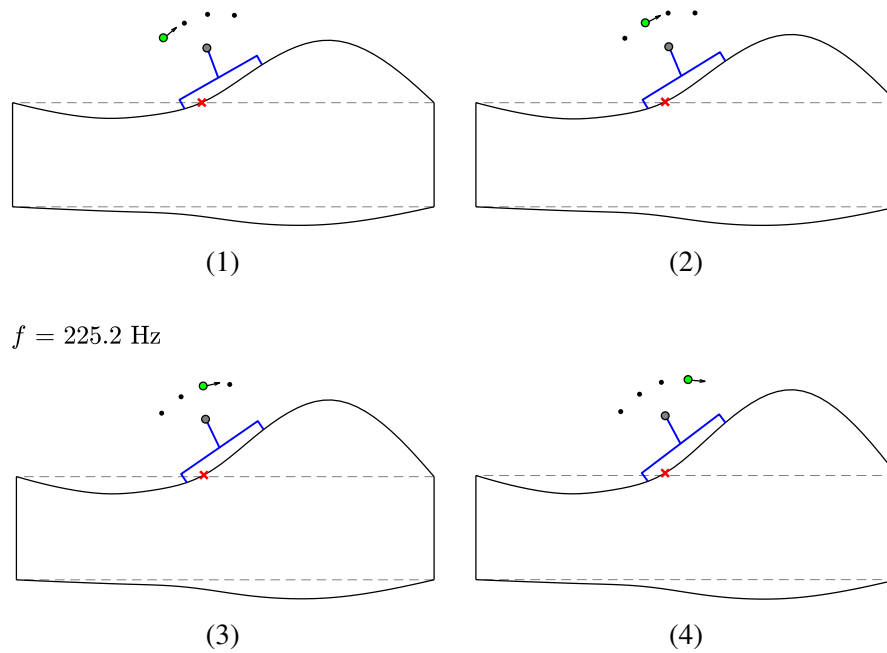 (1)
(2)
f = 225.2 Hz
(3)
(4)